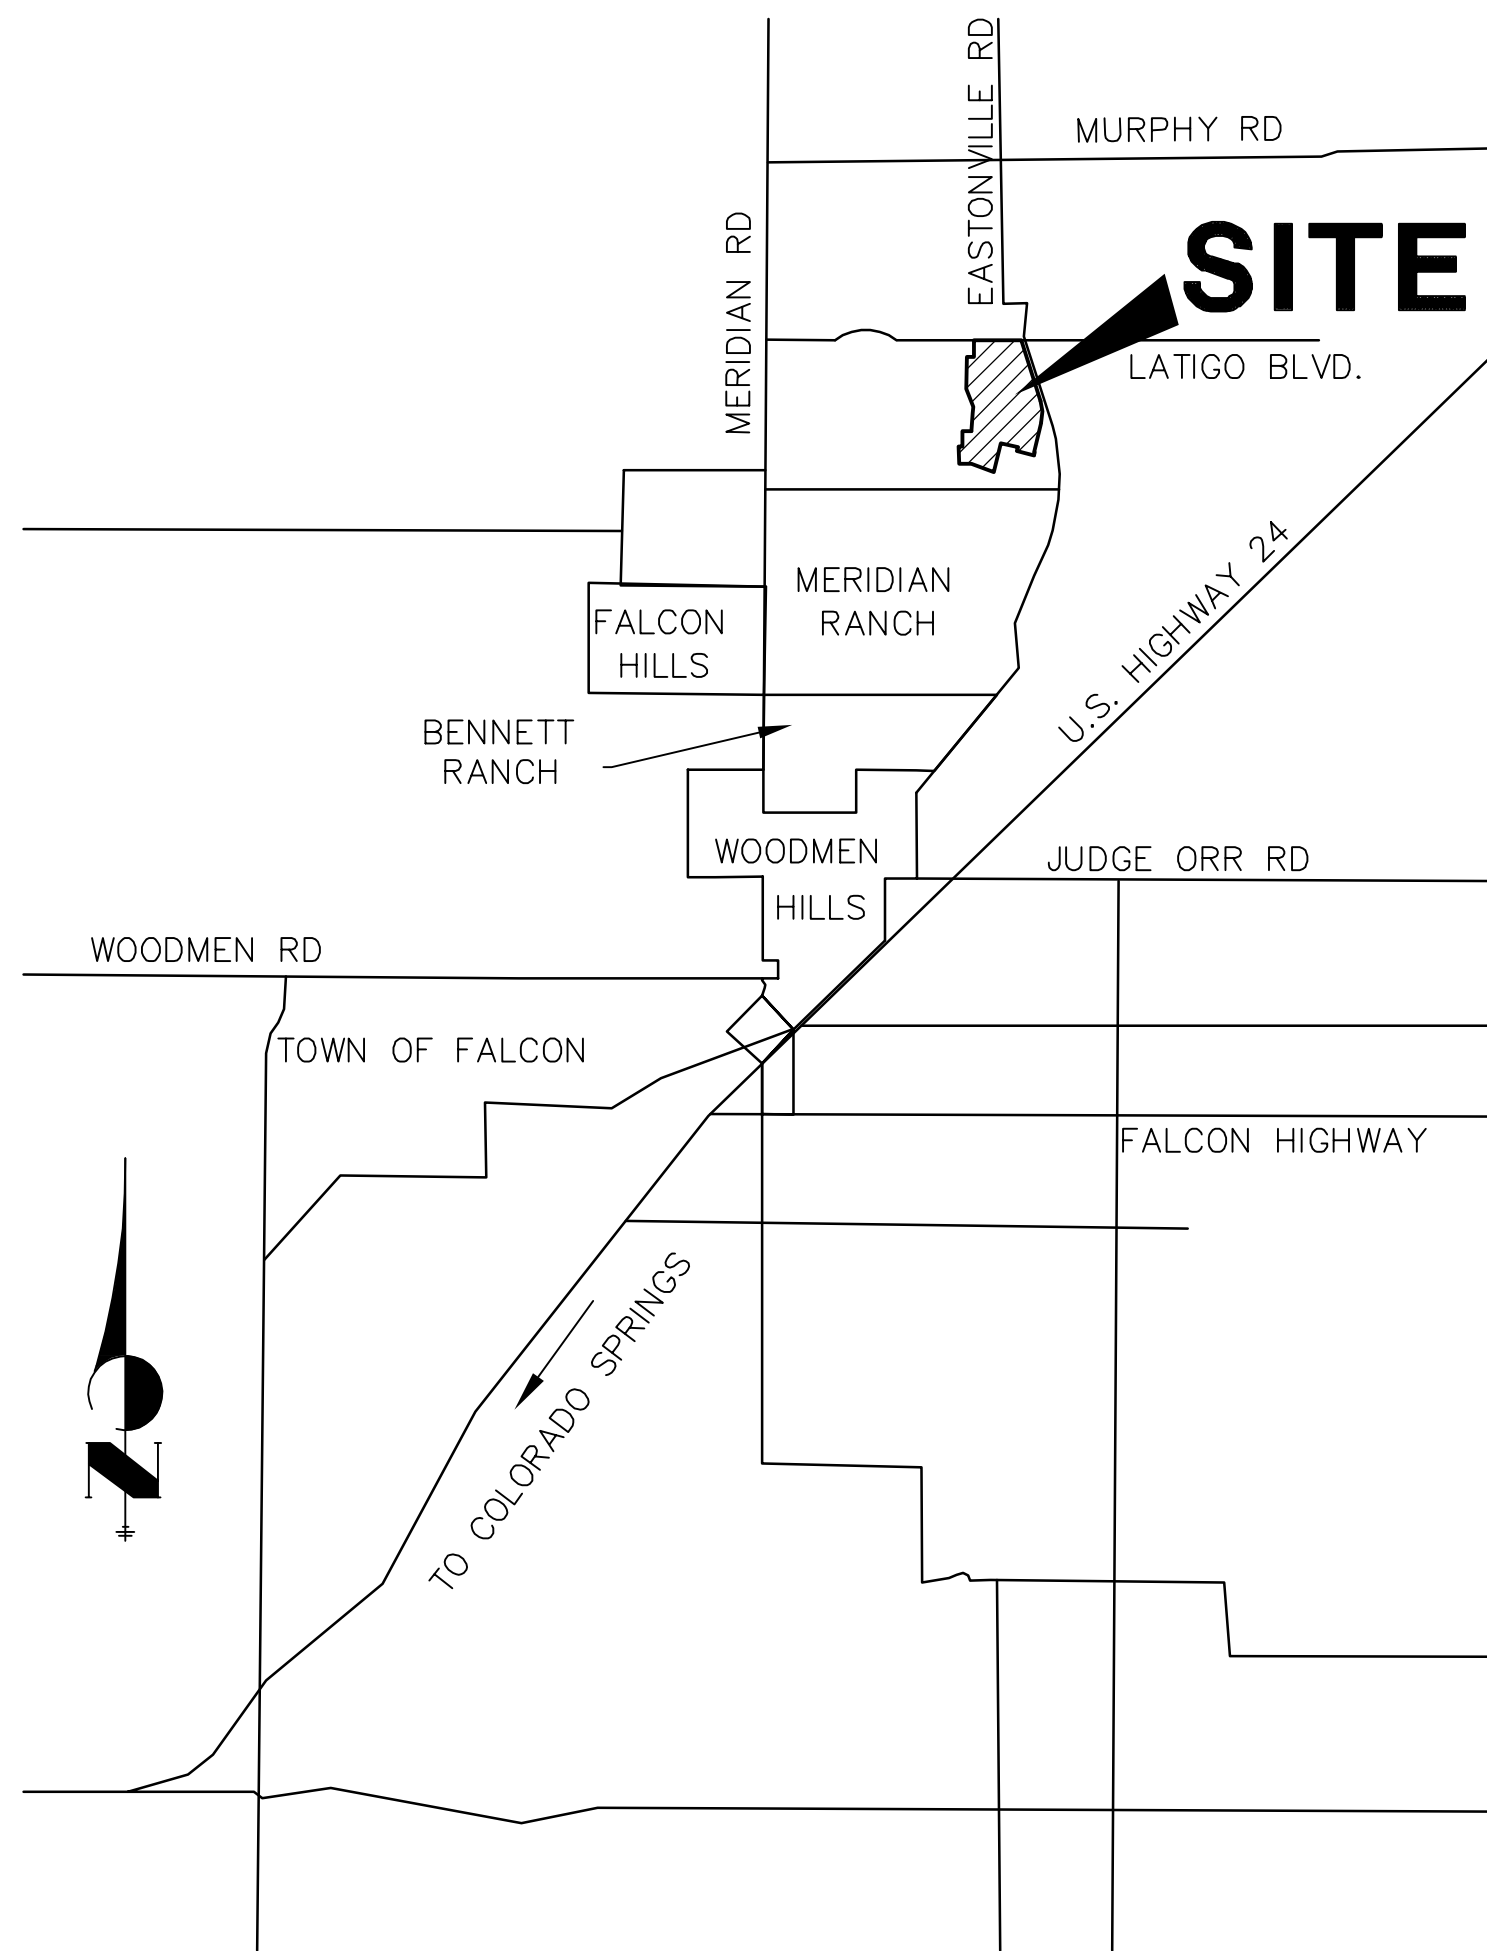 EASTONVILLE RD
MURPHY RD
MERIDIAN RD
SITE
LATIGO BLVD.
U.S. HIGHWAY 24
MERIDIAN
RANCH
FALCON
HILLS
BENNETT
RANCH
WOODMEN
HILLS
JUDGE ORR RD
WOODMEN RD
TOWN OF FALCON
FALCON HIGHWAY
TO COLORADO SPRINGS
N